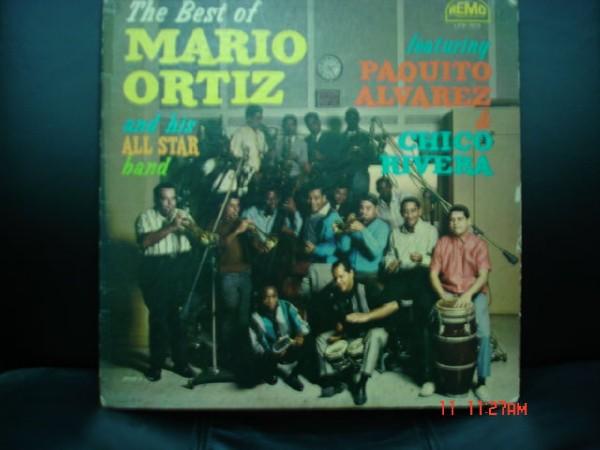 The Best of
MARIO
ORTIZ
and his
ALL STAR
band
REMO
featuring
PAQUITO
ALVAREZ
&
CHICO
RIVERA
11 11:27AM